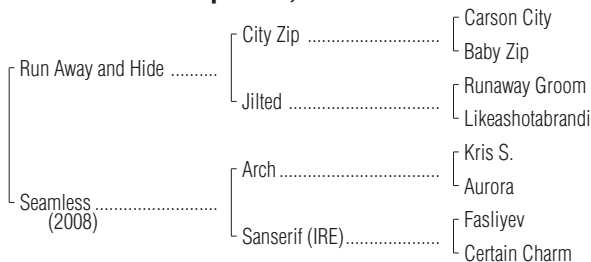 Carson City
City Zip ........................................
Baby Zip
Run Away and Hide ..........
Runaway Groom
Jilted ..............................................
Likeashotabrandi
Kris S.
Arch ................................................
Aurora
Seamless ...............................
(2008)
Fasliyev
Sanserif (IRE)............................
Certain Charm